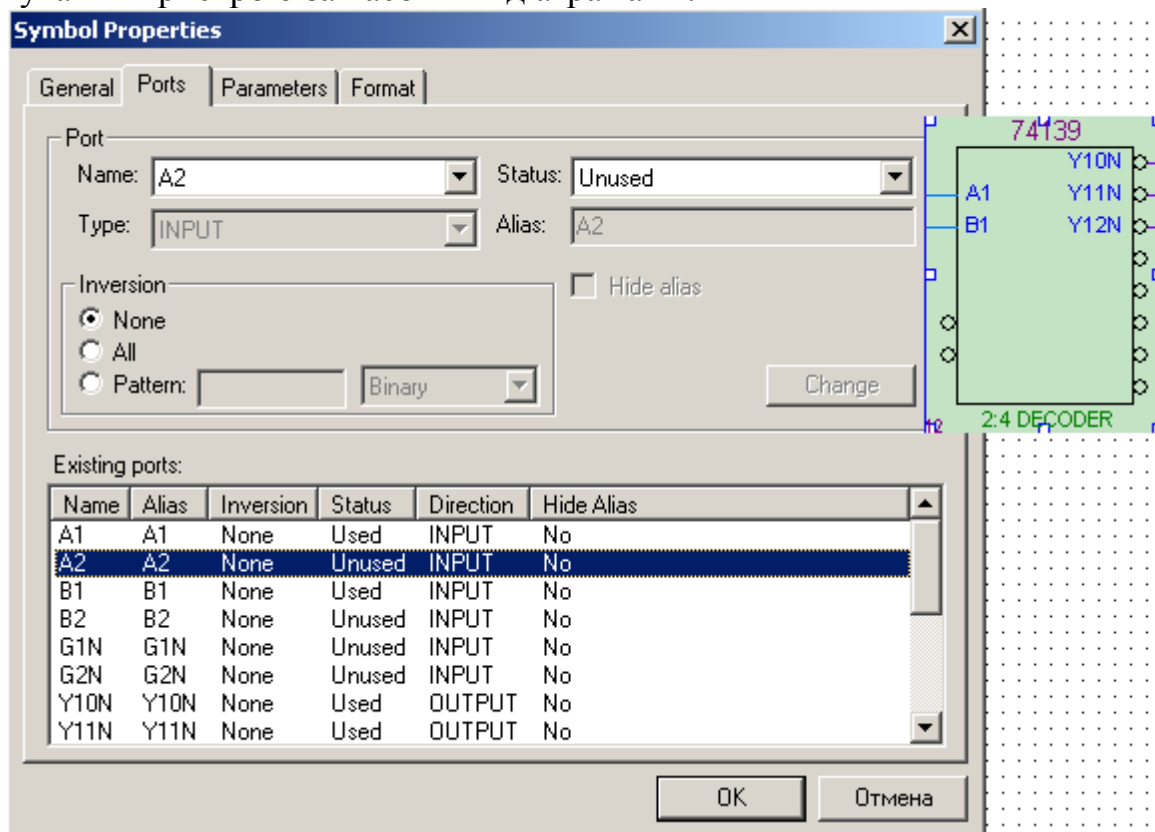 Symbol Properties
General Ports Parameters Format
Port
Name: A2 Status: Unused
Type: INPUT Alias: A2
Inversion
Hide alias
None
All
Pattern: Binary
Change
Existing ports:
Name Alias Inversion Status Direction Hide Alias
A1 A1 None Used INPUT No
A2 A2 None Unused INPUT No
B1 B1 None Used INPUT No
B2 B2 None Unused INPUT No
G1N G1N None Unused INPUT No
G2N G2N None Unused INPUT No
Y10N Y10N None Used OUTPUT No
Y11N Y11N None Used OUTPUT No
OK Отмена
74139
Y10N
A1 Y11N
B1 Y12N
2:4 DECODER